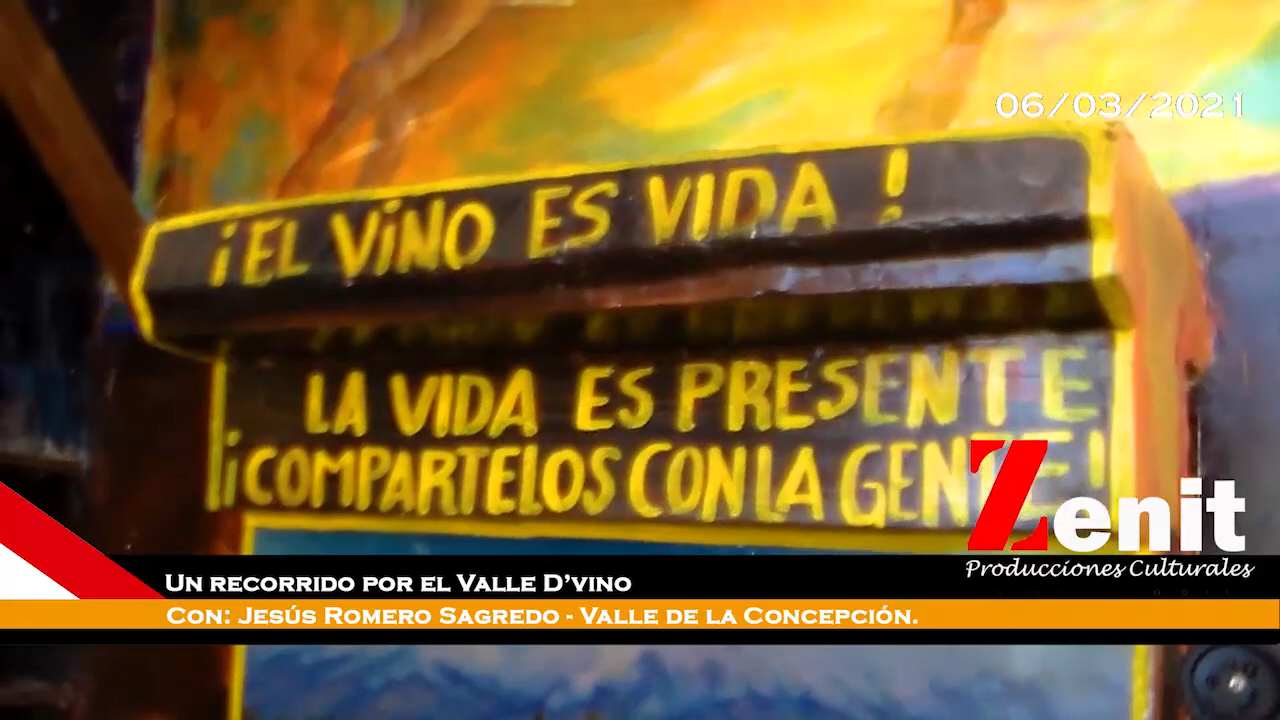 06/03/2021
¡EL ViNO ES VIDA!
LA VIDA ES PRESENTE
¡COMPARTELOS CON LA GENTE!
Zenit
Producciones Culturales
Un recorrido por el Valle D’vino
Con: Jesús Romero Sagredo - Valle de la Concepción.